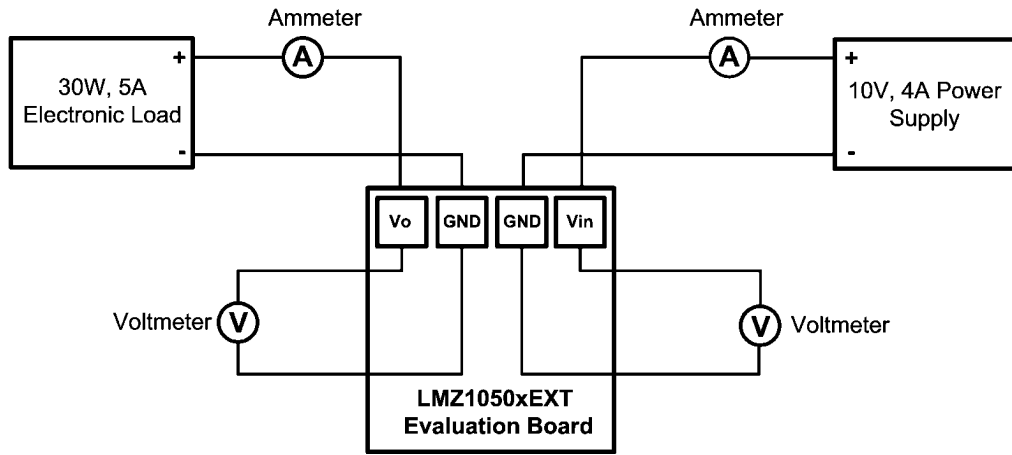 Ammeter
Ammeter
+
A
A
+
30W, 5A
Electronic Load
10V, 4A Power
Supply
-
-
Vo
GND
GND
Vin
Voltmeter
V
V
Voltmeter
LMZ1050xEXT
Evaluation Board